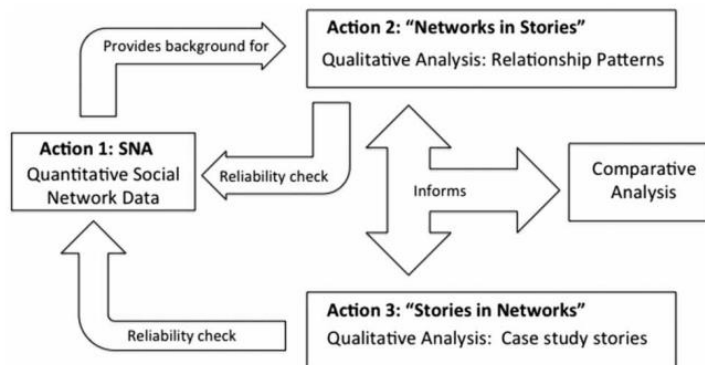 Provides background for
Action 2: “Networks in Stories”
Qualitative Analysis: Relationship Patterns
Action 1: SNA
Quantitative Social
Network Data
Reliability check
Informs
Comparative
Analysis
Action 3: “Stories in Networks”
Qualitative Analysis: Case study stories
Reliability check